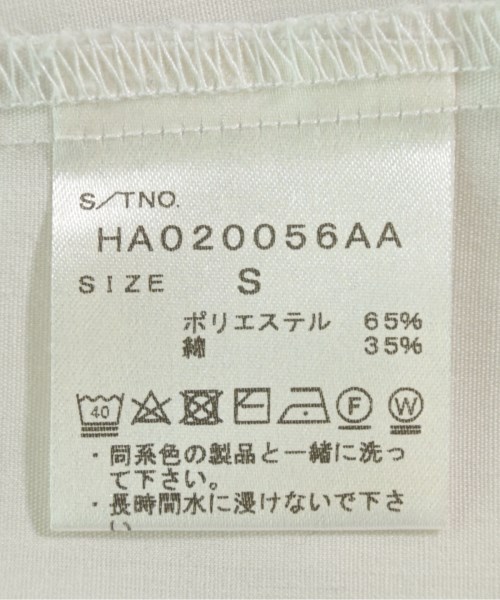 S/TNO.
HA020056AA
SIZE S
ポリエステル 65%
綿 35%
40 F W
・同系色の製品と一緒に洗っ
て下さい。
・長時間水に浸けないで下さ
い